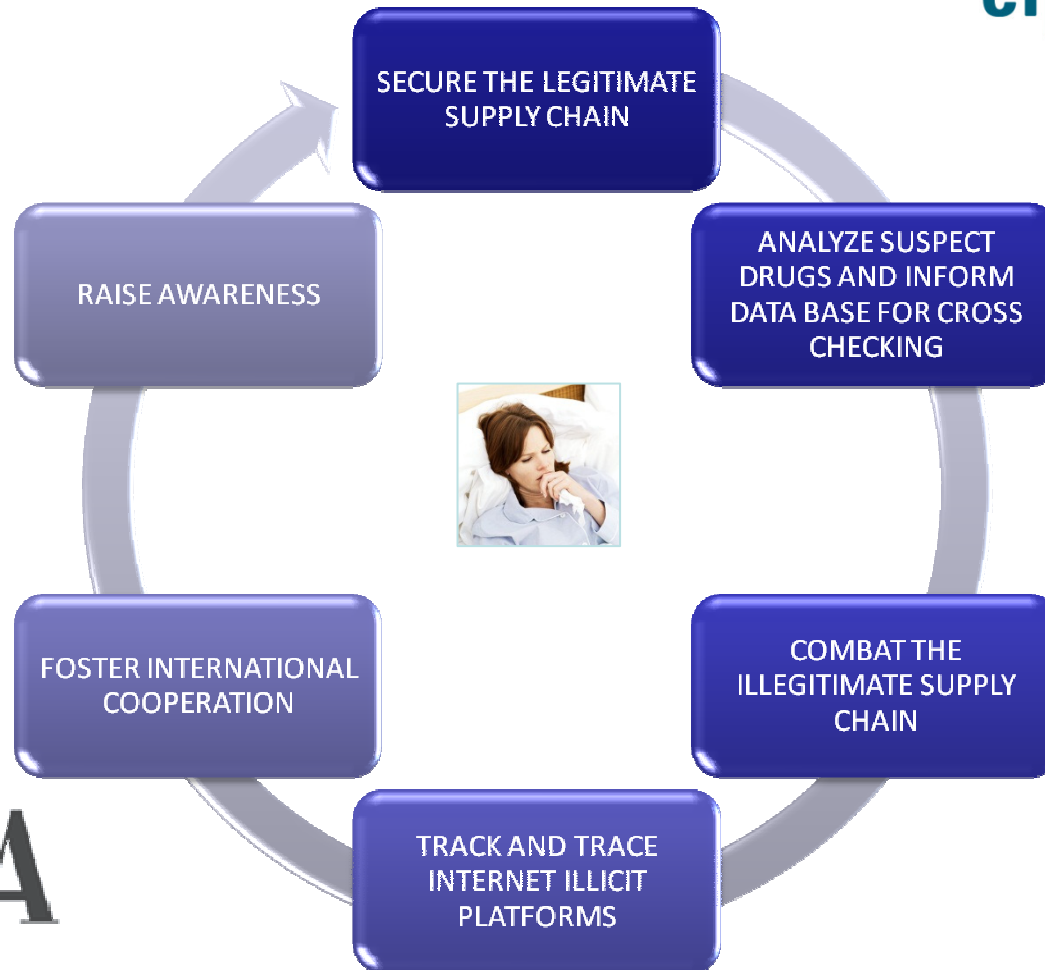 SECURE THE LEGITIMATE
SUPPLY CHAIN
ANALYZE SUSPECT
DRUGS AND INFORM
DATA BASE FOR CROSS
CHECKING
COMBAT THE
ILLEGITIMATE SUPPLY
CHAIN
TRACK AND TRACE
INTERNET ILLICIT
PLATFORMS
FOSTER INTERNATIONAL
COOPERATION
RAISE AWARENESS
A